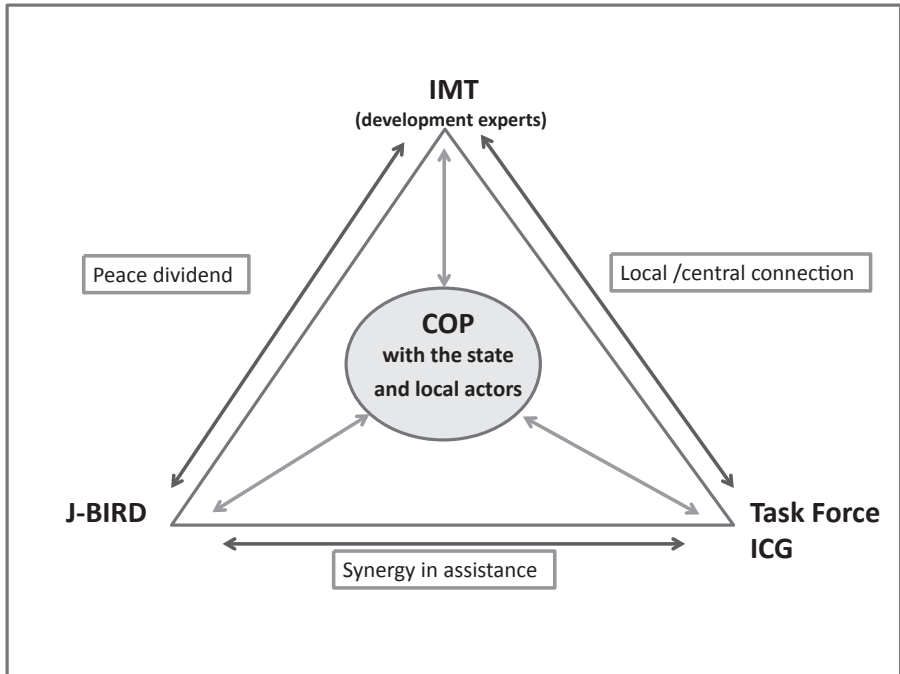 IMT
(development experts)
Peace dividend
Local /central connection
COP
with the state
and local actors
J-BIRD
Task Force
ICG
Synergy in assistance